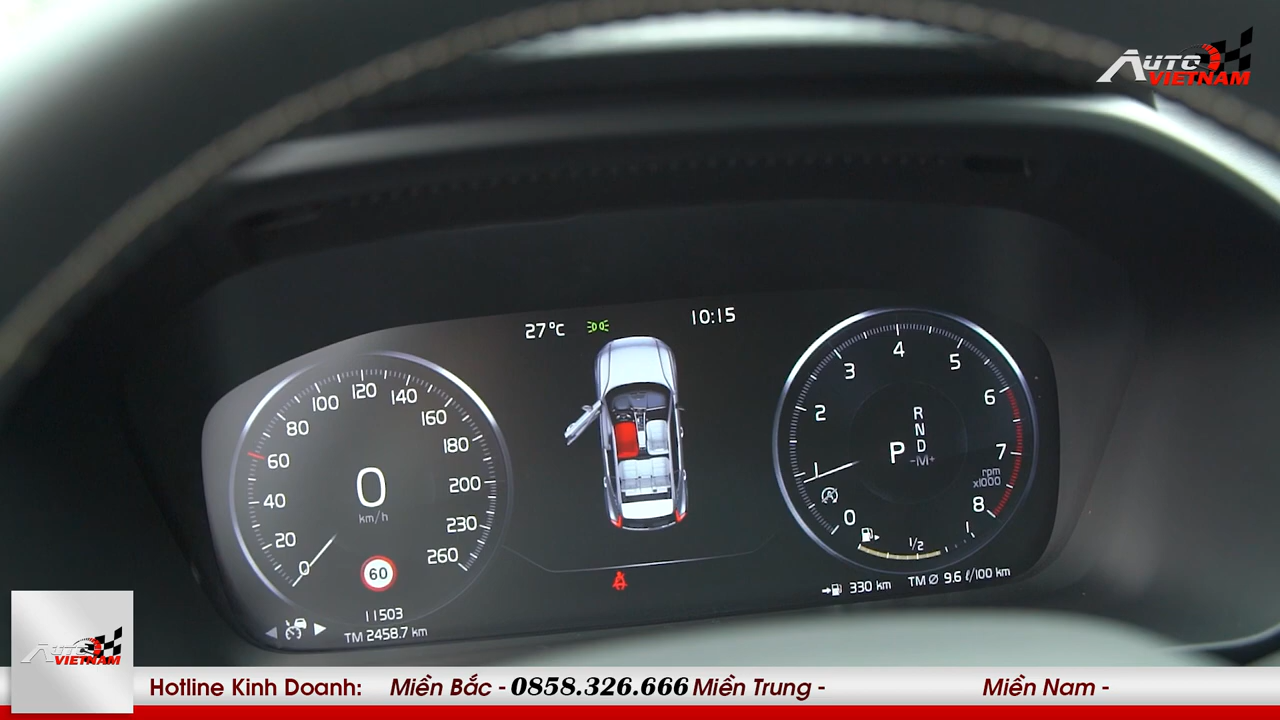 AUTO
VIETNAM
27°C
10:15
0
20
40
60
80
100
120
140
160
180
200
230
260
0
km/h
60
11503
TM 2458.7 km
0
1
2
3
4
5
6
7
8
rpm
x1000
R
N
P D
-M+
A
1/2
1
330 km
TM Ø 9.6 l/100 km
AUTO
VIETNAM
Hotline Kinh Doanh: Miền Bắc - 0858.326.666 Miền Trung - Miền Nam -